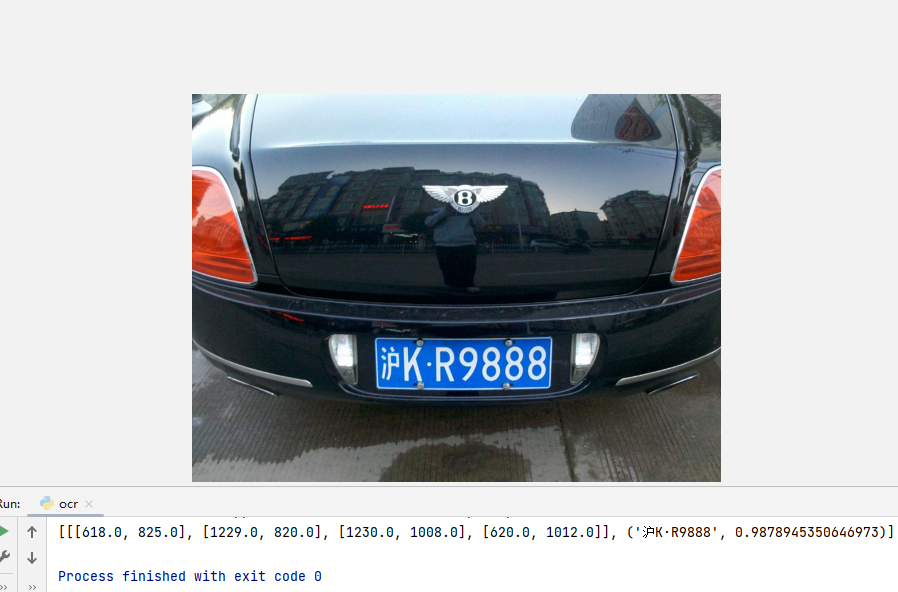 B
沪K·R9888
Run:
ocr
[[[618.0, 825.0], [1229.0, 820.0], [1230.0, 1008.0], [620.0, 1012.0]], ('沪K·R9888', 0.9878945350646973)]
Process finished with exit code 0